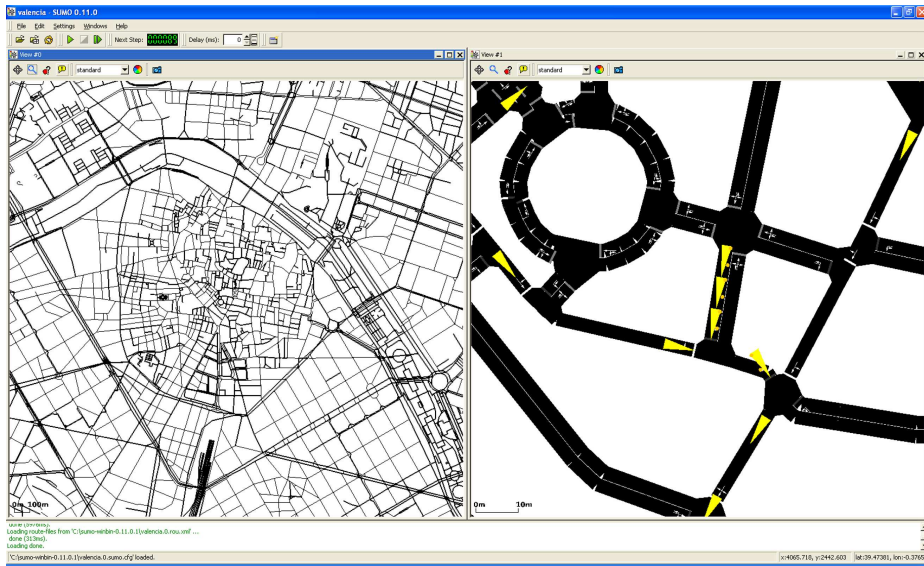 valencia - SUMO 0.11.0
File Edit Settings Windows Help
Next Step: 000089 Delay (ms): 0
View #0
View #1
standard
standard
0m 100m
0m 10m
Loading route-files from 'C:\sumo-winbin-0.11.0.1\valencia.0.rou.xml' ...
done (313ms).
Loading done.
'C:\sumo-winbin-0.11.0.1\valencia.0.sumo.cfg' loaded.
x:4065.718, y:2442.603
lat:39.47381, lon:-0.3765